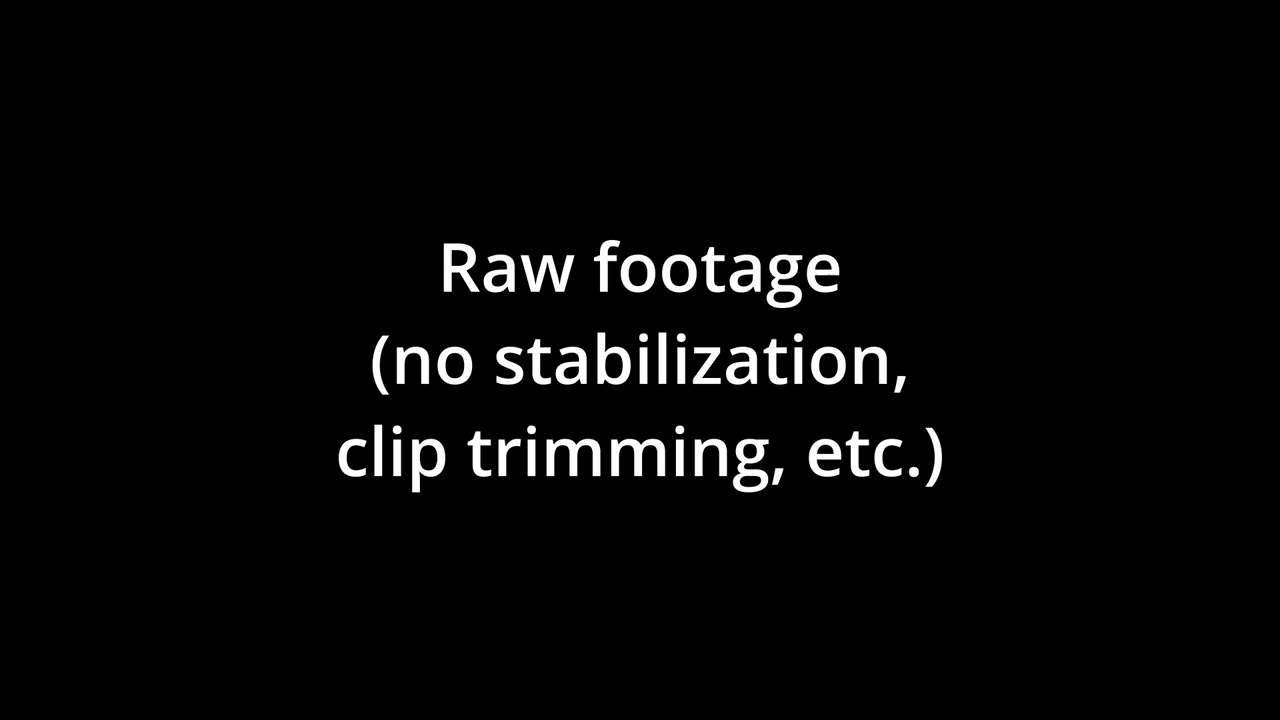 Raw footage
(no stabilization,
clip trimming, etc.)